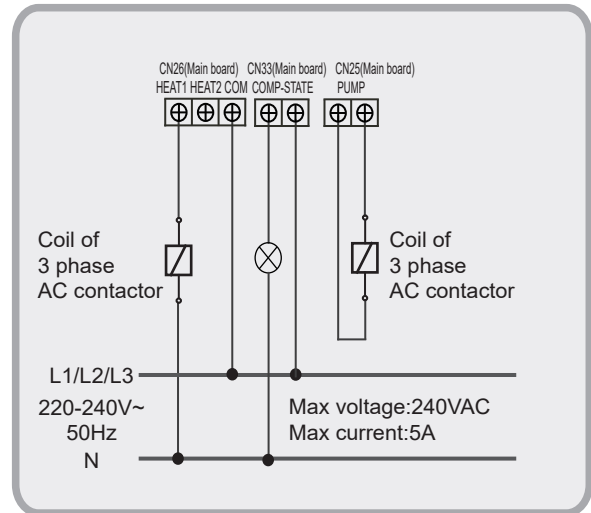 CN26(Main board) CN33(Main board) CN25(Main board)
HEAT1 HEAT2 COM COMP-STATE PUMP
Coil of
3 phase
AC contactor
Coil of
3 phase
AC contactor
L1/L2/L3
220-240V~
50Hz
N
Max voltage:240VAC
Max current:5A